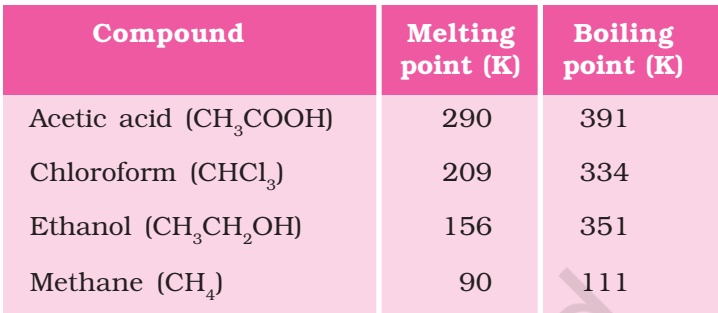 Compound Melting point (K) Boiling point (K)
Acetic acid (CH₃COOH) 290 391
Chloroform (CHCl₃) 209 334
Ethanol (CH₃CH₂OH) 156 351
Methane (CH₄) 90 111